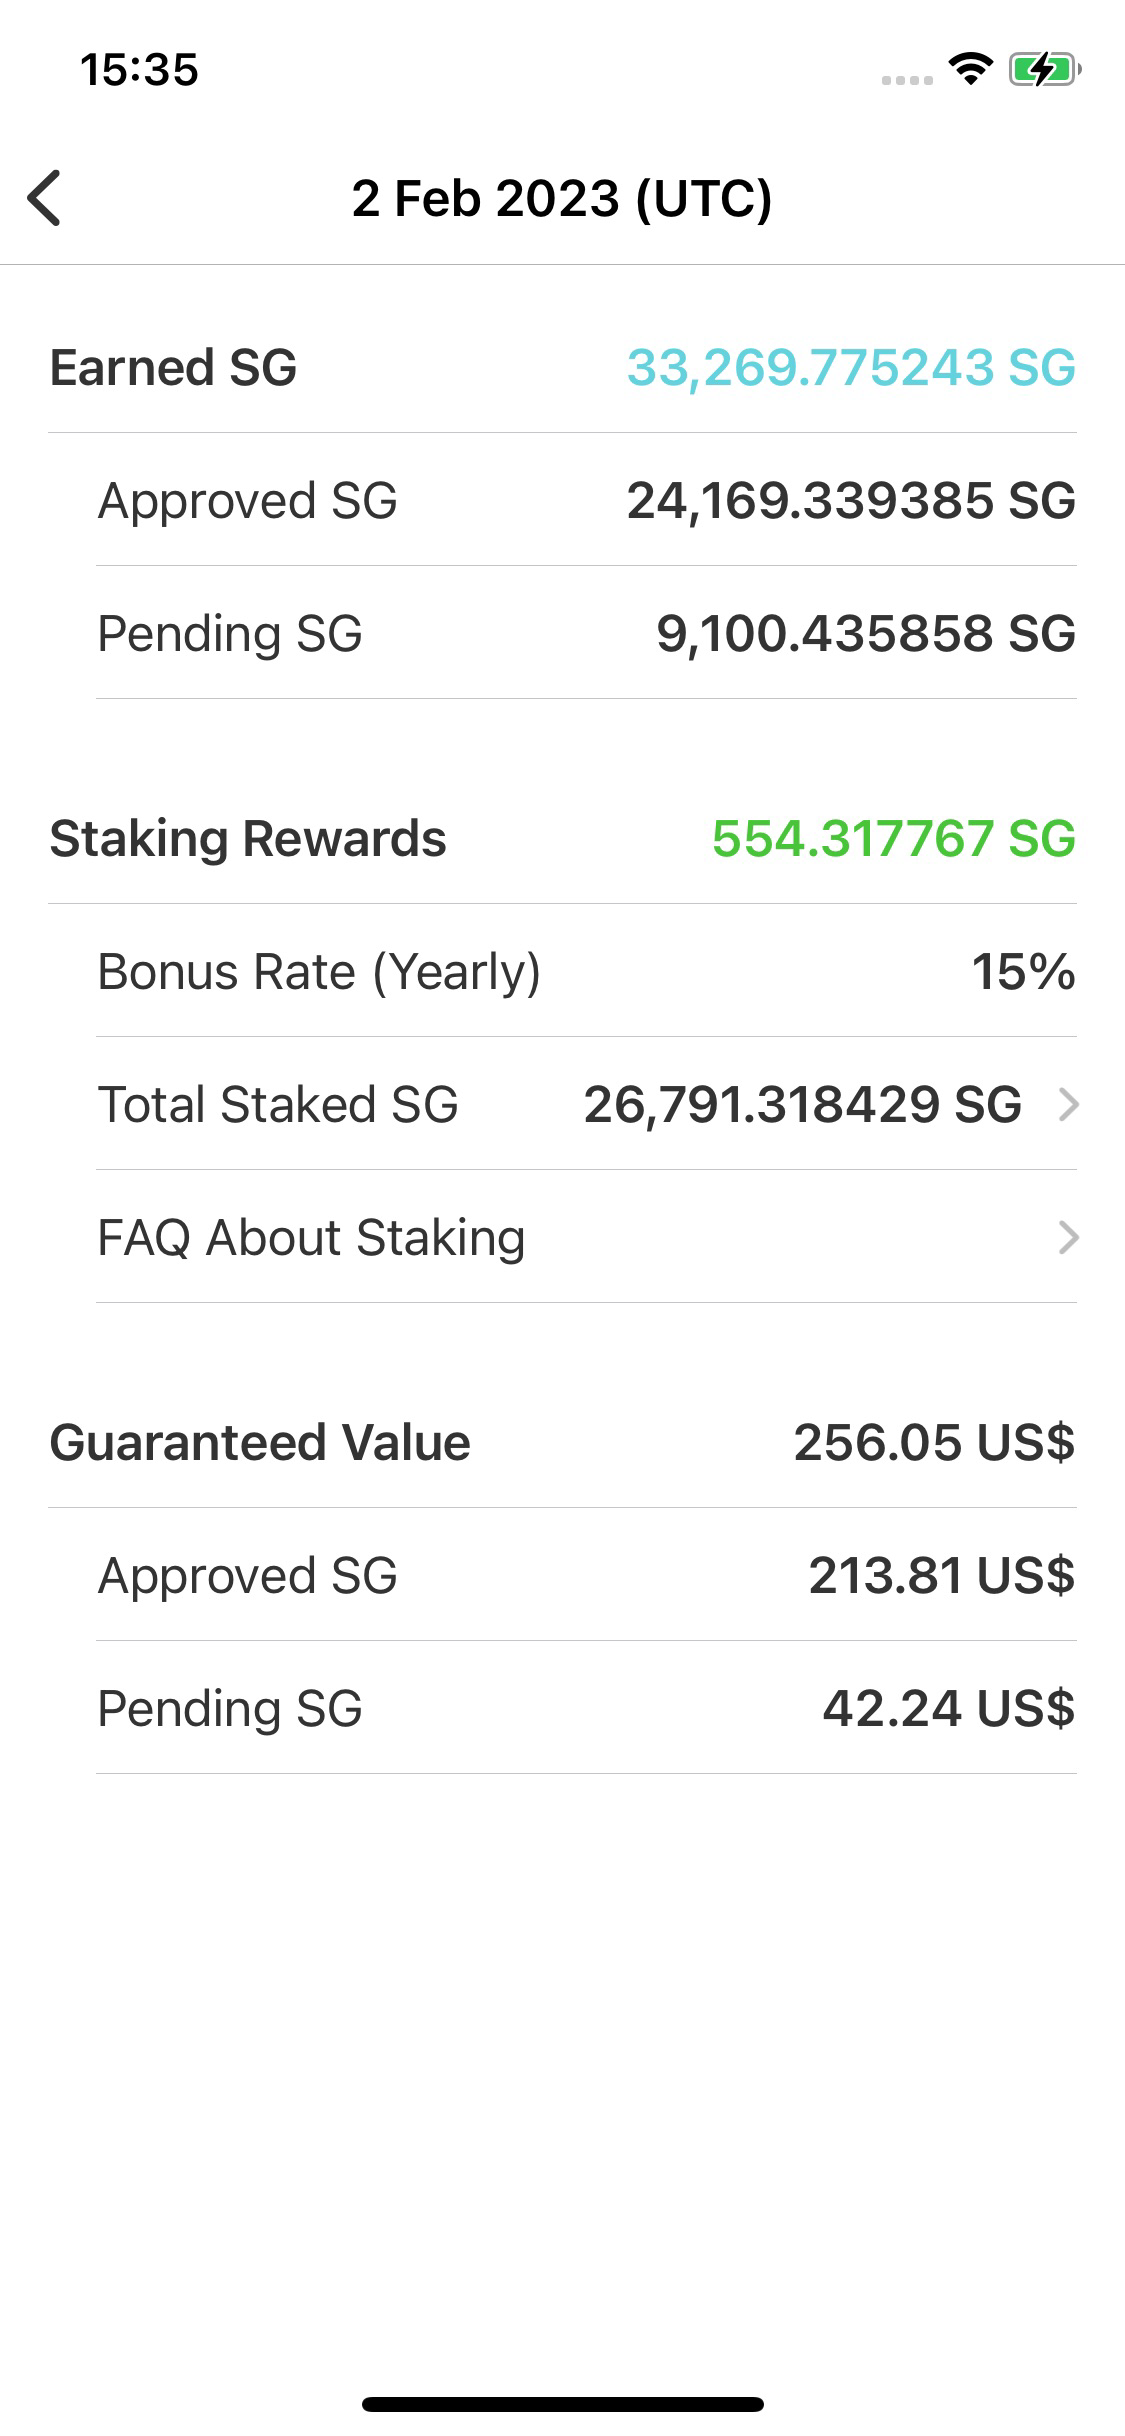 15:35
2 Feb 2023 (UTC)
Earned SG 33,269.775243 SG
Approved SG 24,169.339385 SG
Pending SG 9,100.435858 SG
Staking Rewards 554.317767 SG
Bonus Rate (Yearly) 15%
Total Staked SG 26,791.318429 SG
FAQ About Staking
Guaranteed Value 256.05 US$
Approved SG 213.81 US$
Pending SG 42.24 US$